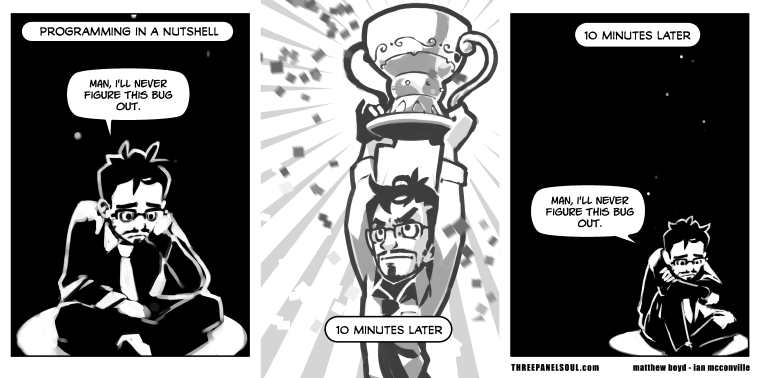 PROGRAMMING IN A NUTSHELL
MAN, I'LL NEVER
FIGURE THIS BUG
OUT.
10 MINUTES LATER
10 MINUTES LATER
MAN, I'LL NEVER
FIGURE THIS BUG
OUT.
THREEPANELSOUL.com
matthew boyd - ian mcconville